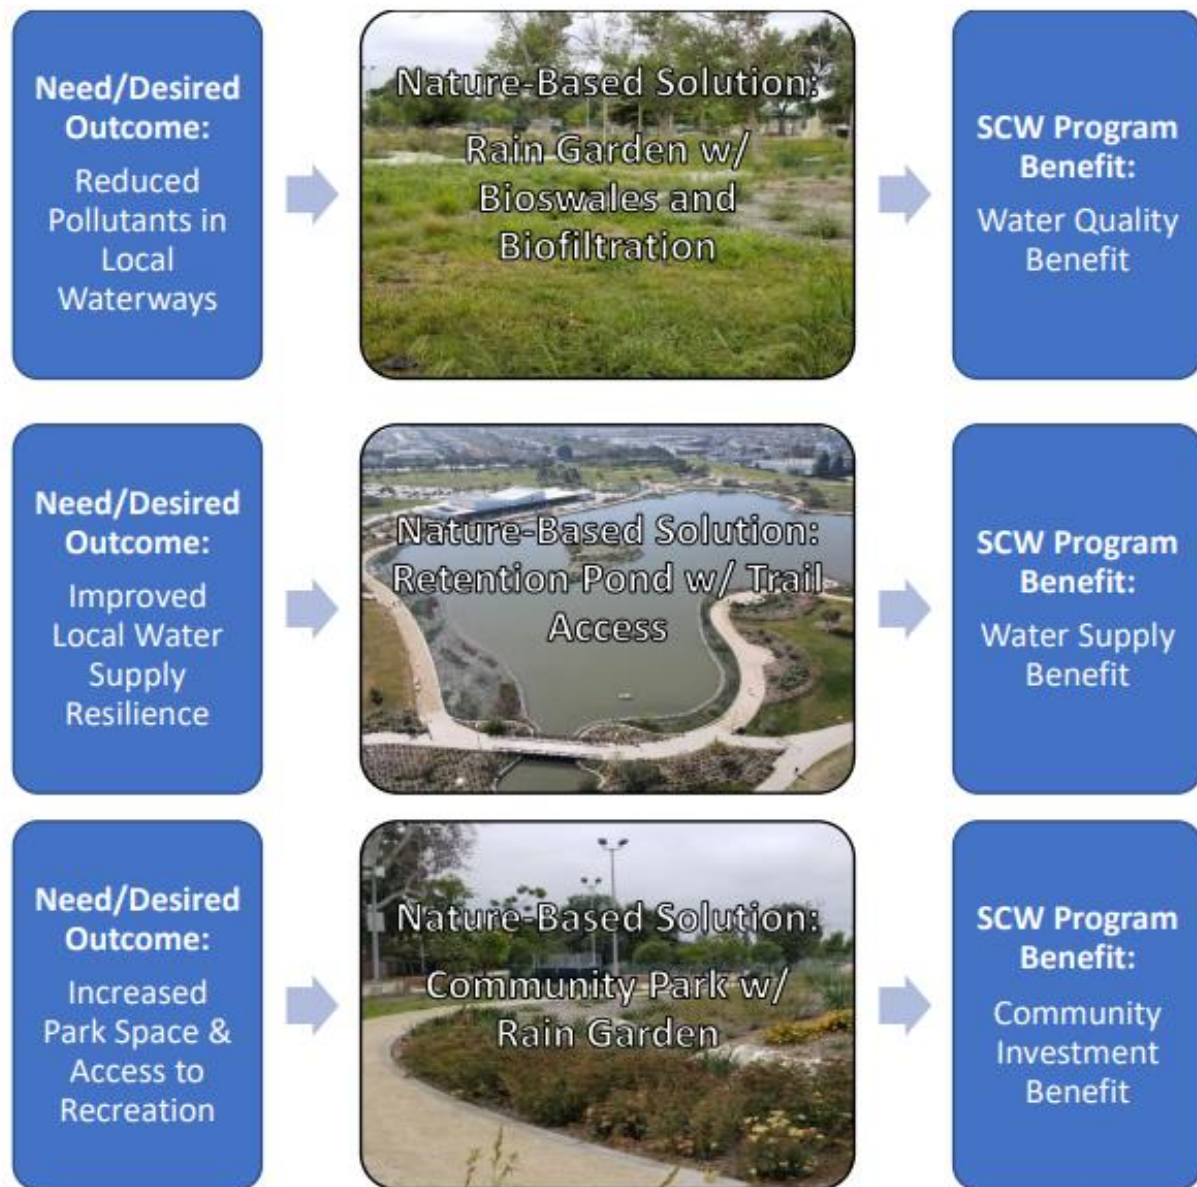 Need/Desired
Outcome:
Reduced
Pollutants in
Local
Waterways
Nature-Based Solution:
Rain Garden w/
Bioswales and
Biofiltration
SCW Program
Benefit:
Water Quality
Benefit
Need/Desired
Outcome:
Improved
Local Water
Supply
Resilience
Nature-Based Solution:
Retention Pond w/ Trail
Access
SCW Program
Benefit:
Water Supply
Benefit
Need/Desired
Outcome:
Increased
Park Space &
Access to
Recreation
Nature-Based Solution:
Community Park w/
Rain Garden
SCW Program
Benefit:
Community
Investment
Benefit